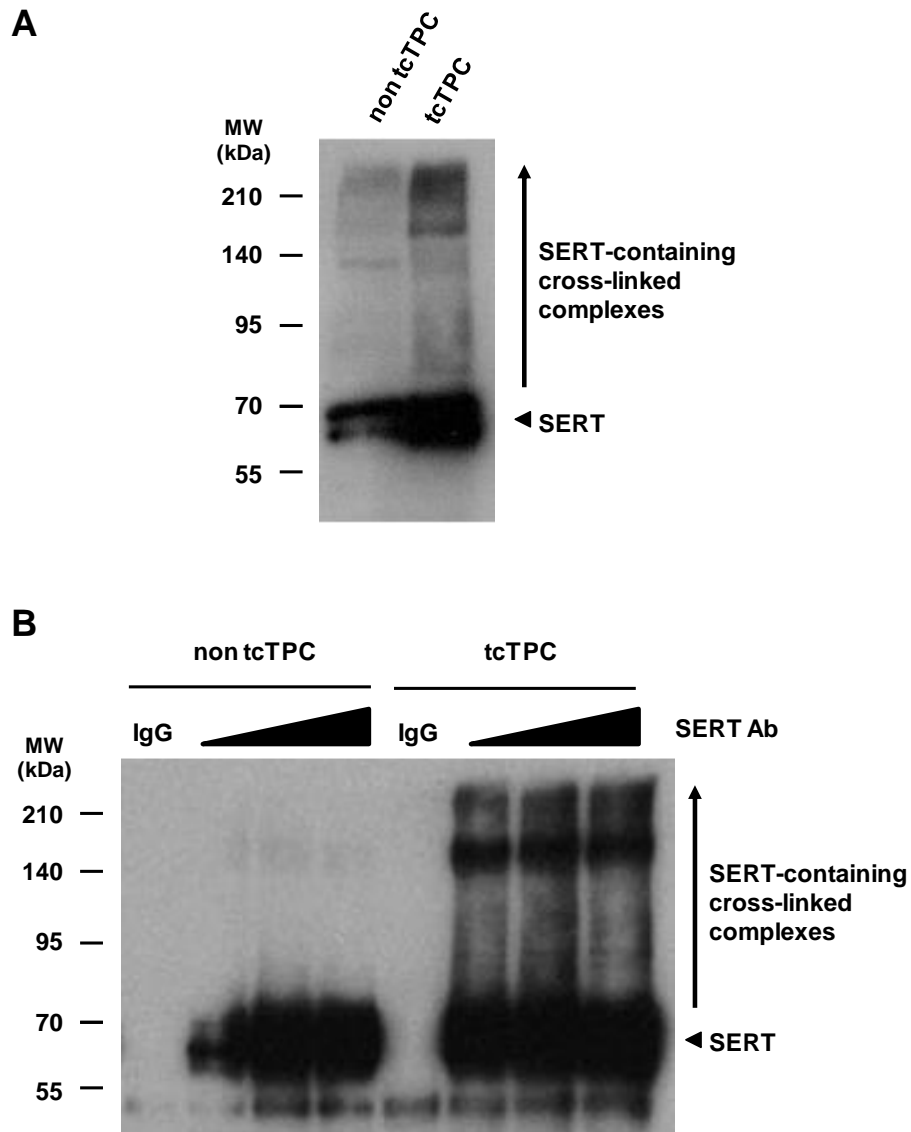 A
non tcTPC
tcTPC
MW
(kDa)
210
140
95
70
55
SERT-containing
cross-linked
complexes
SERT
B
non tcTPC
tcTPC
IgG
IgG
SERT Ab
MW
(kDa)
210
140
95
70
55
SERT-containing
cross-linked
complexes
SERT